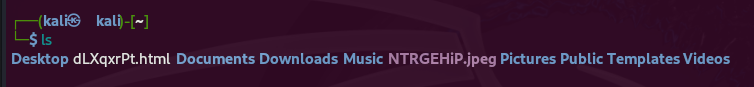 ┌──(kali㉿kali)-[~]
└─$ ls
Desktop dLXqxrPt.html Documents Downloads Music NTRGEHiP.jpeg Pictures Public Templates Videos